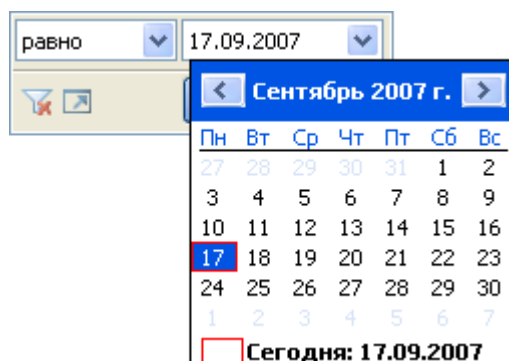 равно 17.09.2007
Сентябрь 2007 г.
Пн Вт Ср Чт Пт Сб Вс
27 28 29 30 31 1 2
3 4 5 6 7 8 9
10 11 12 13 14 15 16
17 18 19 20 21 22 23
24 25 26 27 28 29 30
1 2 3 4 5 6 7
Сегодня: 17.09.2007